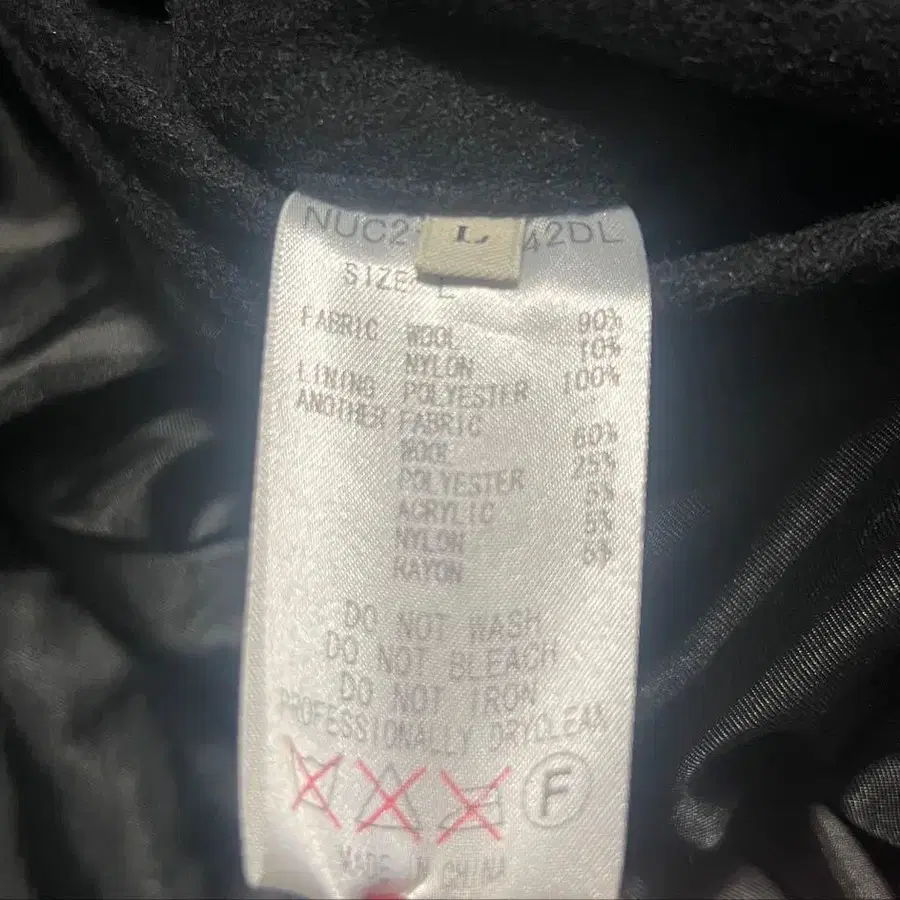 NUC2 L 42DL
SIZE L
FABRIC WOOL 90%
NYLON 10%
LINING POLYESTER 100%
ANOTHER FABRIC
WOOL 60%
POLYESTER 25%
ACRYLIC 5%
NYLON 5%
RAYON 5%
DO NOT WASH
DO NOT BLEACH
DO NOT IRON
PROFESSIONALLY DRYCLEAN
F
MADE IN CHINA